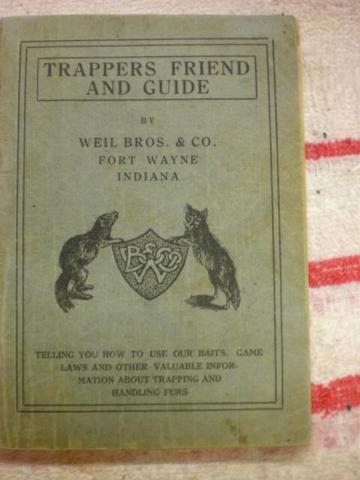 TRAPPERS FRIEND
AND GUIDE
BY
WEIL BROS. & CO.
FORT WAYNE
INDIANA
TELLING YOU HOW TO USE OUR BAITS, GAME
LAWS AND OTHER VALUABLE INFOR-
MATION ABOUT TRAPPING AND
HANDLING FURS